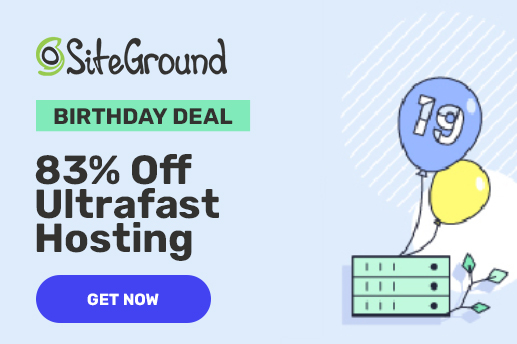 SiteGround
BIRTHDAY DEAL
83% Off
Ultrafast
Hosting
GET NOW
19